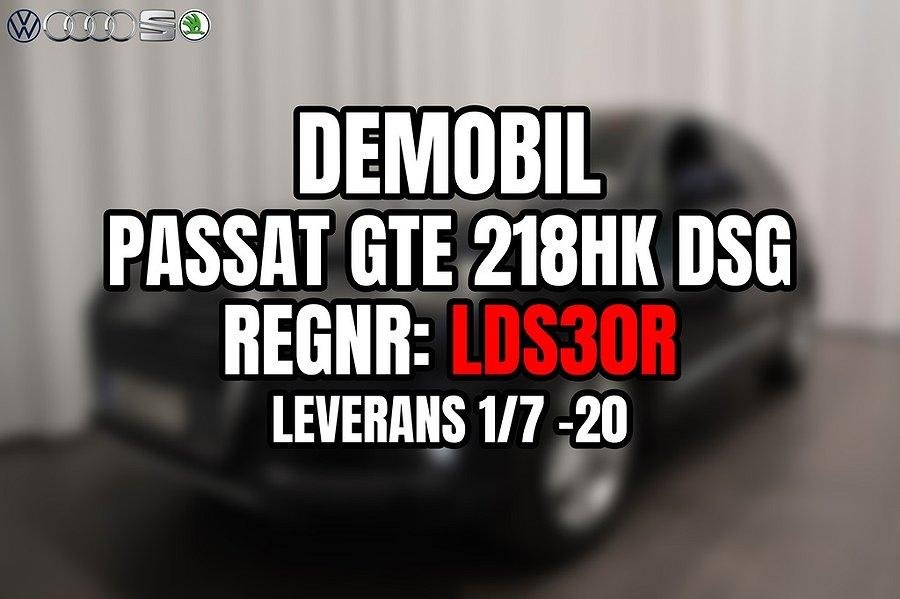 DEMOBIL
PASSAT GTE 218HK DSG
REGNR: LDS30R
LEVERANS 1/7 -20